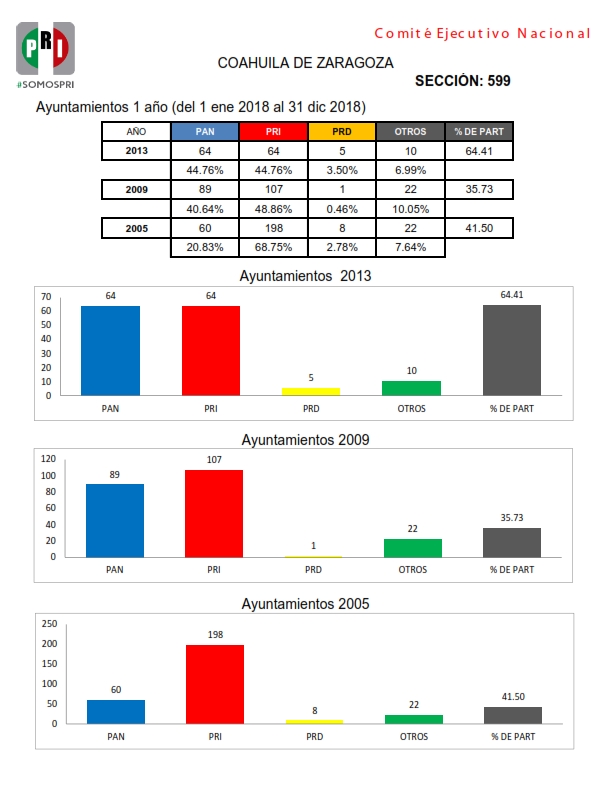 Comité Ejecutivo Nacional
PRI
#SOMOSPRI
COAHUILA DE ZARAGOZA
SECCIÓN: 599
Ayuntamientos 1 año (del 1 ene 2018 al 31 dic 2018)
AÑO PAN PRI PRD OTROS % DE PART
2013 64 64 5 10 64.41
44.76% 44.76% 3.50% 6.99%
2009 89 107 1 22 35.73
40.64% 48.86% 0.46% 10.05%
2005 60 198 8 22 41.50
20.83% 68.75% 2.78% 7.64%
Ayuntamientos 2013
70
60
50
40
30
20
10
0
64 64 5 10 64.41
PAN PRI PRD OTROS % DE PART
Ayuntamientos 2009
120
100
80
60
40
20
0
89 107 1 22 35.73
PAN PRI PRD OTROS % DE PART
Ayuntamientos 2005
250
200
150
100
50
0
60 198 8 22 41.50
PAN PRI PRD OTROS % DE PART